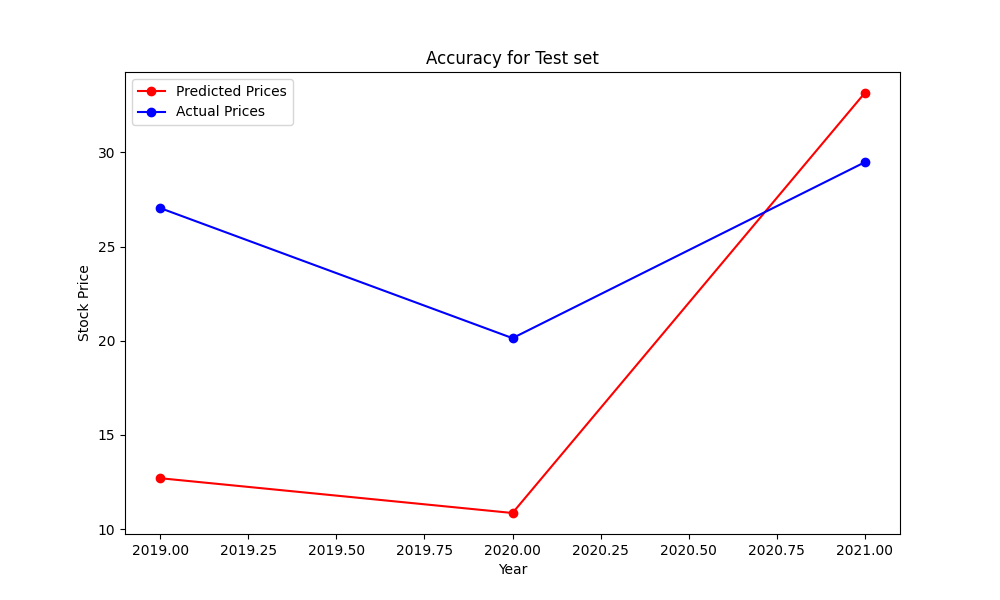 Accuracy for Test set
Predicted Prices
Actual Prices
30
25
20
15
10
Stock Price
2019.00 2019.25 2019.50 2019.75 2020.00 2020.25 2020.50 2020.75 2021.00
Year